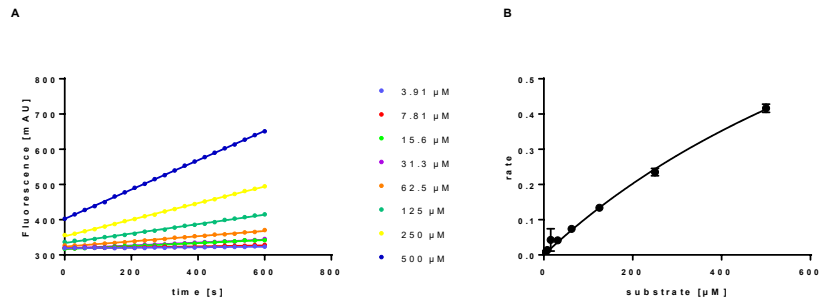 A
Fluorescence [mAU]
800
700
600
500
400
300
0
200
400
600
800
time [s]
3.91 µM
7.81 µM
15.6 µM
31.3 µM
62.5 µM
125 µM
250 µM
500 µM
B
rate
0.5
0.4
0.3
0.2
0.1
0.0
0
200
400
600
substrate [µM]